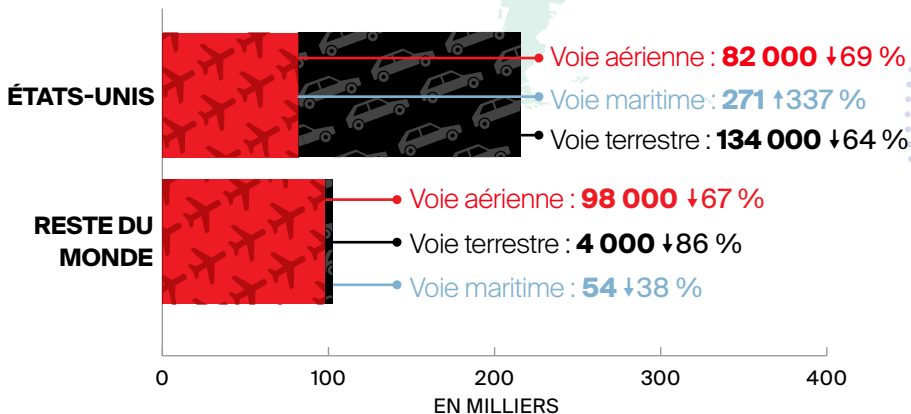 ÉTATS-UNIS
Voie aérienne : 82 000 ↓69 %
Voie maritime : 271 ↑337 %
Voie terrestre : 134 000 ↓64 %
RESTE DU
MONDE
Voie aérienne : 98 000 ↓67 %
Voie terrestre : 4 000 ↓86 %
Voie maritime : 54 ↓38 %
0 100 200 300 400
EN MILLIERS